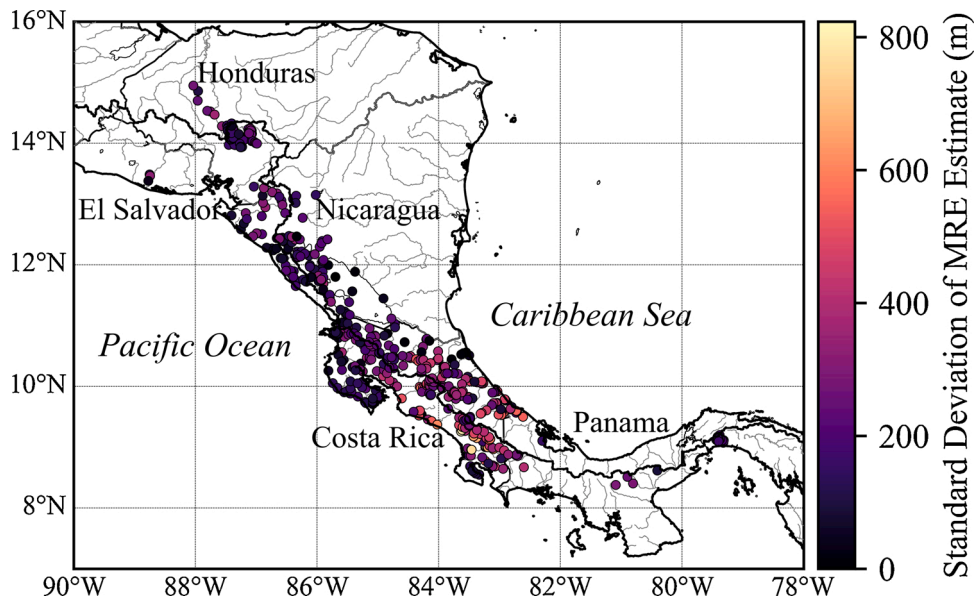 16°N
14°N
12°N
10°N
8°N
90°W
88°W
86°W
84°W
82°W
80°W
78°W
Honduras
El Salvador
Nicaragua
Caribbean Sea
Pacific Ocean
Costa Rica
Panama
800
600
400
200
0
Standard Deviation of MRE Estimate (m)